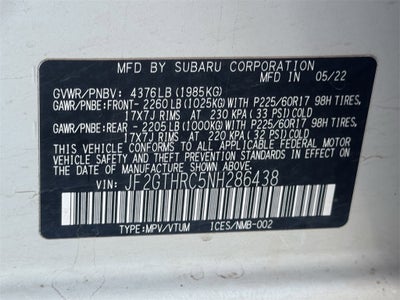 MFD BY SUBARU CORPORATION
GVWR/PNBV: 4376LB (1985KG) IN 05/22
GAWR/PNBE:FRONT- 2260LB (1025KG)WITH P225/60R17 98H TIRES,
17X7J RIMS AT 230 KPA(33 PSI)COLD
GAWR/PNBE:REAR - 2205LB (1000KG)WITH P225/60R17 98H TIRES,
17X7J RIMS AT 220 KPA(32 PSI)COLD
THIS VEHICLE CONFORMS TO ALL APPLICABLE
FEDERAL MOTOR VEHICLE SAFETY, BUMPER, AND
THEFT PREVENTION STANDARDS IN EFFECT ON
THE DATE OF MANUFACTURE SHOWN ABOVE.
VIN: JF2GTHRC5NH286438
TYPE:MPV/VTUM ICES/NMB-002